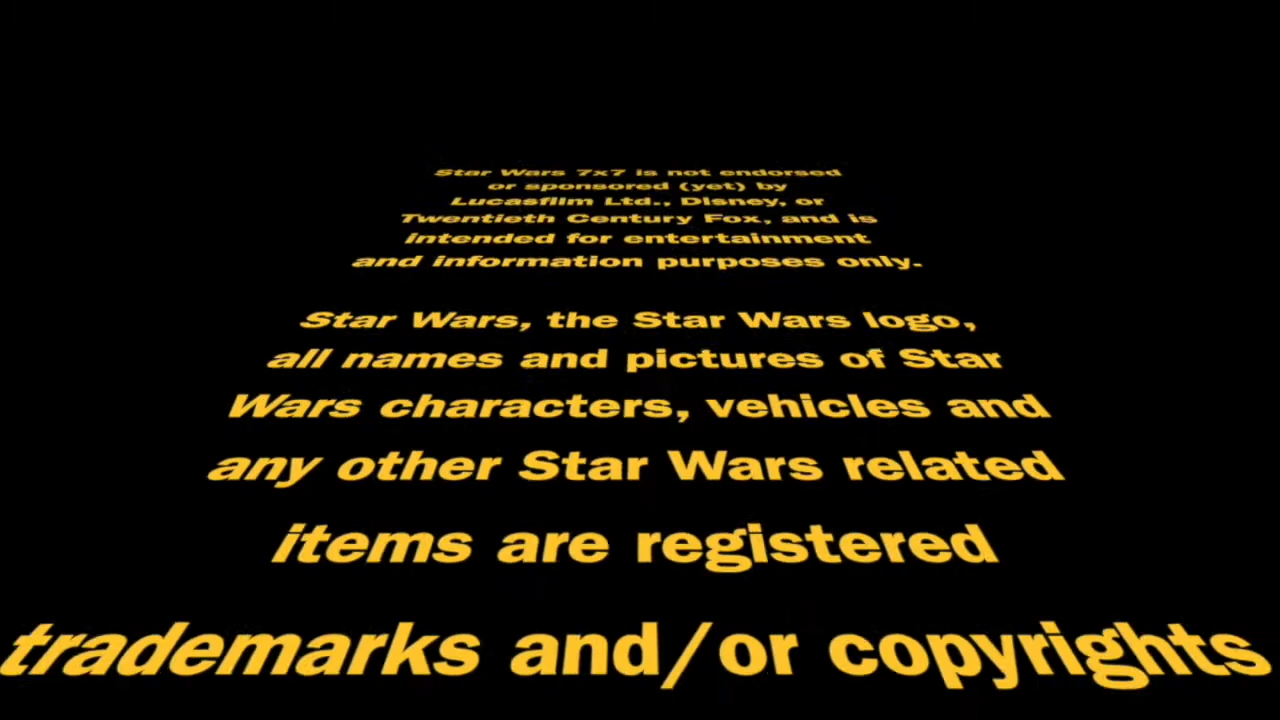 Star Wars 7x7 is not endorsed
or sponsored (yet) by
Lucasfilm Ltd., Disney, or
Twentieth Century Fox, and is
intended for entertainment
and information purposes only.
Star Wars, the Star Wars logo,
all names and pictures of Star
Wars characters, vehicles and
any other Star Wars related
items are registered
trademarks and/or copyrights